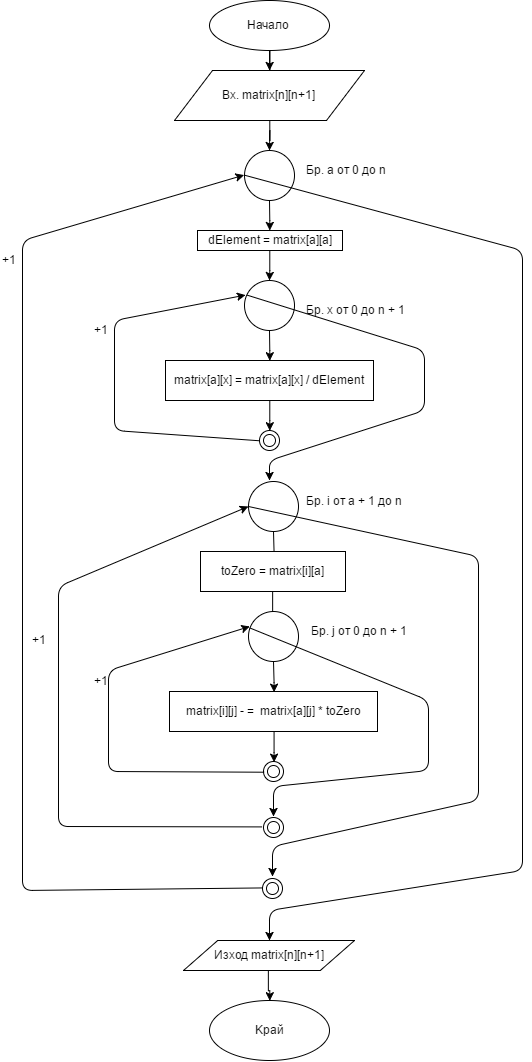 Начало
Вх. matrix[n][n+1]
Бр. a от 0 до n
dElement = matrix[a][a]
+1
Бр. x от 0 до n + 1
+1
matrix[a][x] = matrix[a][x] / dElement
Бр. i от a + 1 до n
toZero = matrix[i][a]
Бр. j от 0 до n + 1
+1
+1
matrix[i][j] - = matrix[a][j] * toZero
Изход matrix[n][n+1]
Край